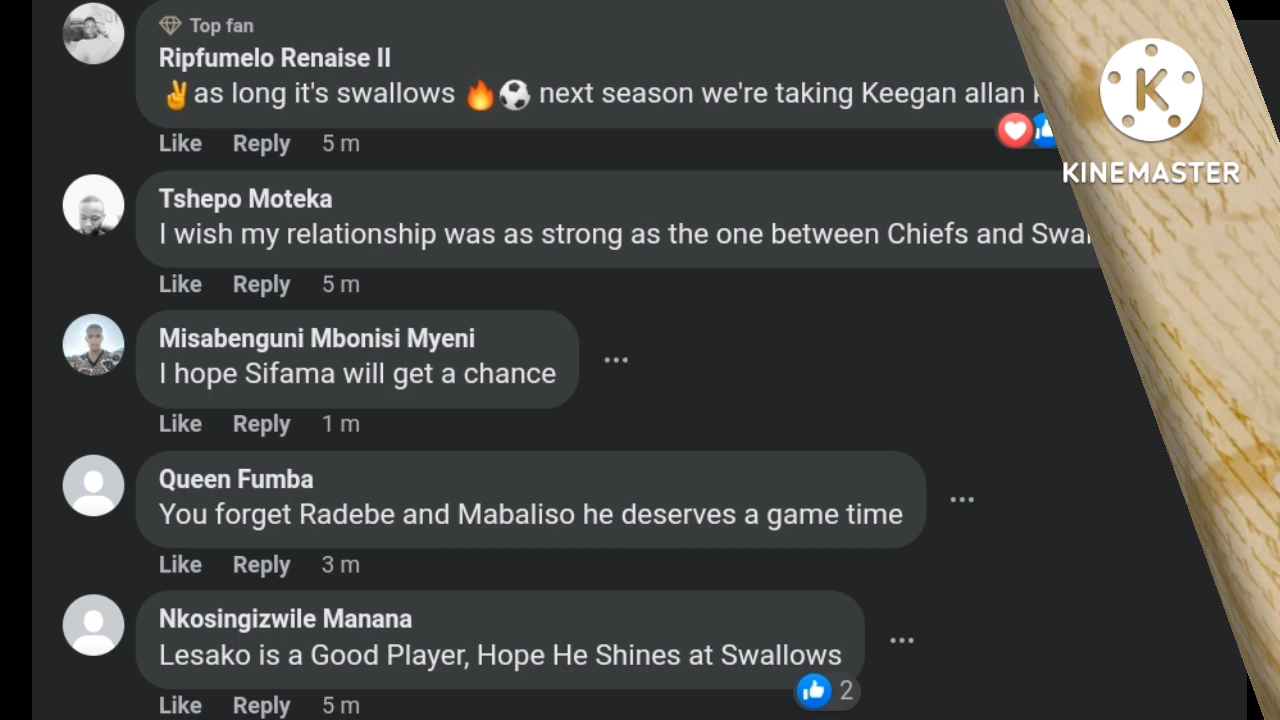 Top fan
Ripfumelo Renaise II
✌️as long it's swallows 🔥⚽ next season we're taking Keegan allan
Like Reply 5 m
K
KINEMASTER
Tshepo Moteka
I wish my relationship was as strong as the one between Chiefs and
Like Reply 5 m
Misabenguni Mbonisi Myeni
I hope Sifama will get a chance
Like Reply 1 m
Queen Fumba
You forget Radebe and Mabaliso he deserves a game time
Like Reply 3 m
Nkosingizwile Manana
Lesako is a Good Player, Hope He Shines at Swallows
2
Like Reply 5 m